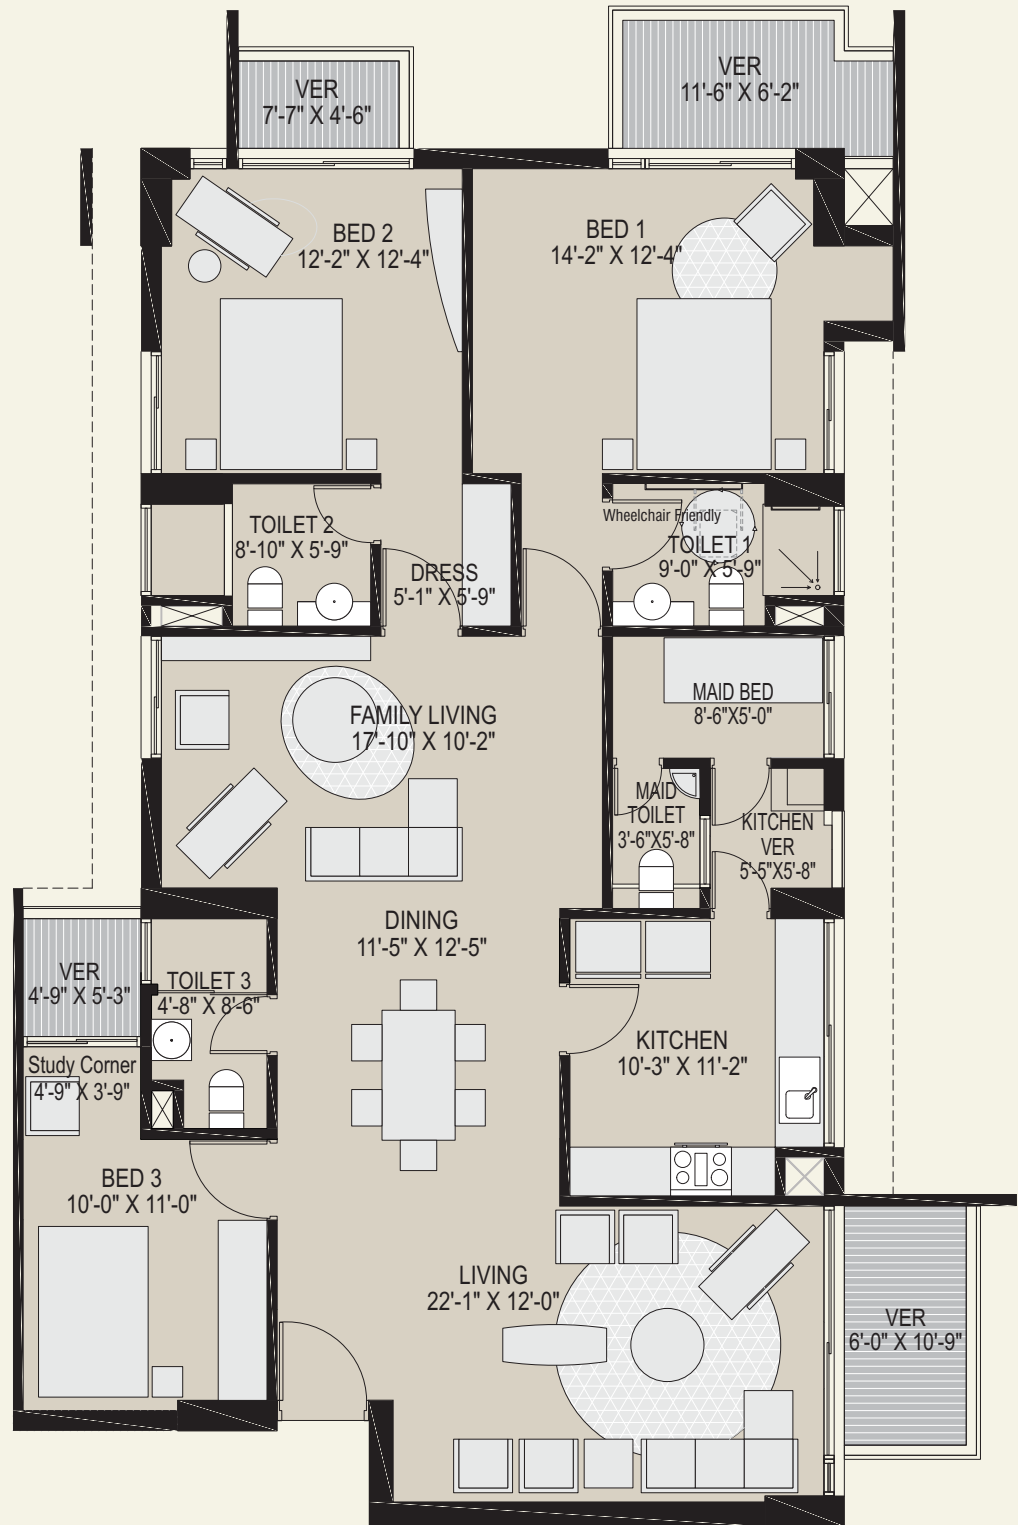 VER
7'-7" X 4'-6"
VER
11'-6" X 6'-2"
BED 2
12'-2" X 12'-4"
BED 1
14'-2" X 12'-4"
TOILET 2
8'-10" X 5'-9"
DRESS
5'-1" X 5'-9"
Wheelchair Friendly
TOILET 1
9'-0" X 5'-9"
FAMILY LIVING
17'-10" X 10'-2"
MAID BED
8'-6"X5'-0"
MAID
TOILET
3'-6"X5'-8"
KITCHEN
VER
5'-5"X5'-8"
DINING
11'-5" X 12'-5"
VER
4'-9" X 5'-3"
TOILET 3
4'-8" X 8'-6"
Study Corner
4'-9" X 3'-9"
KITCHEN
10'-3" X 11'-2"
BED 3
10'-0" X 11'-0"
LIVING
22'-1" X 12'-0"
VER
6'-0" X 10'-9"